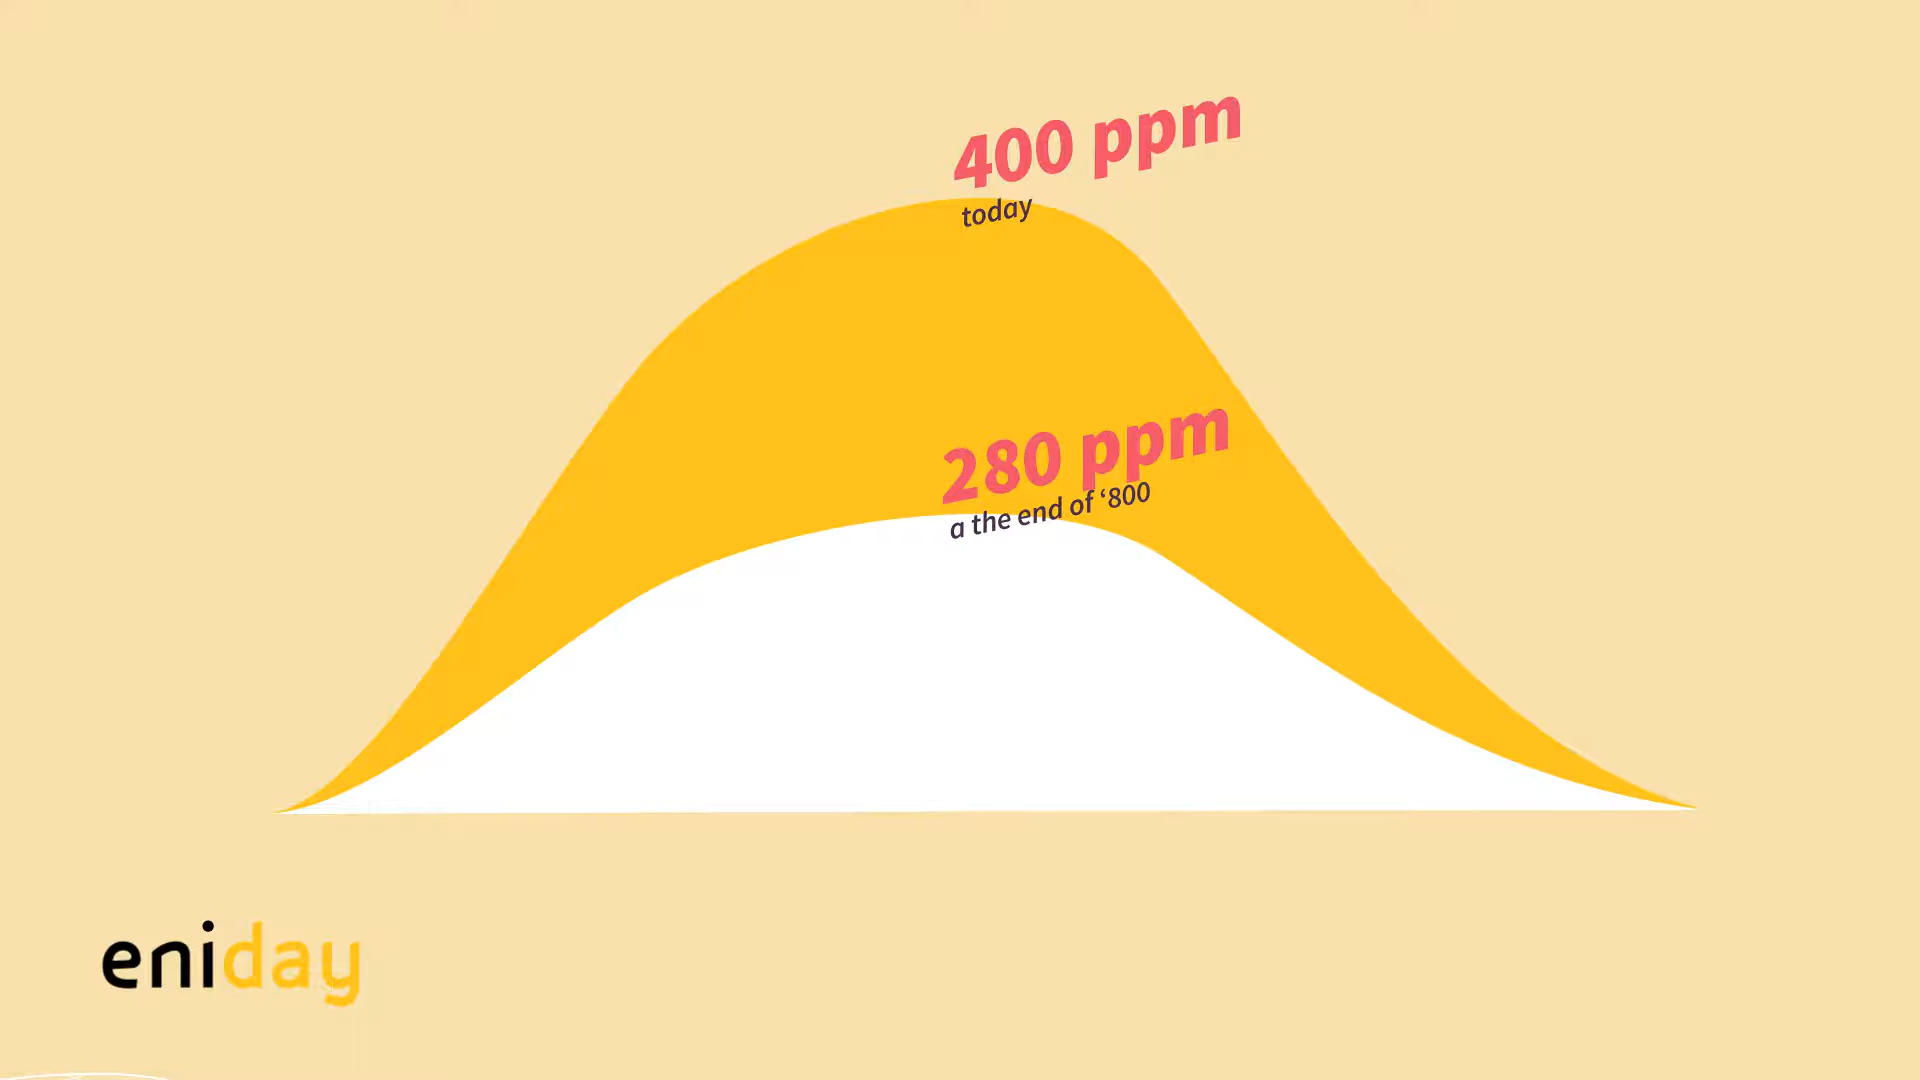 400 ppm
today
280 ppm
a the end of ‘800
eniday